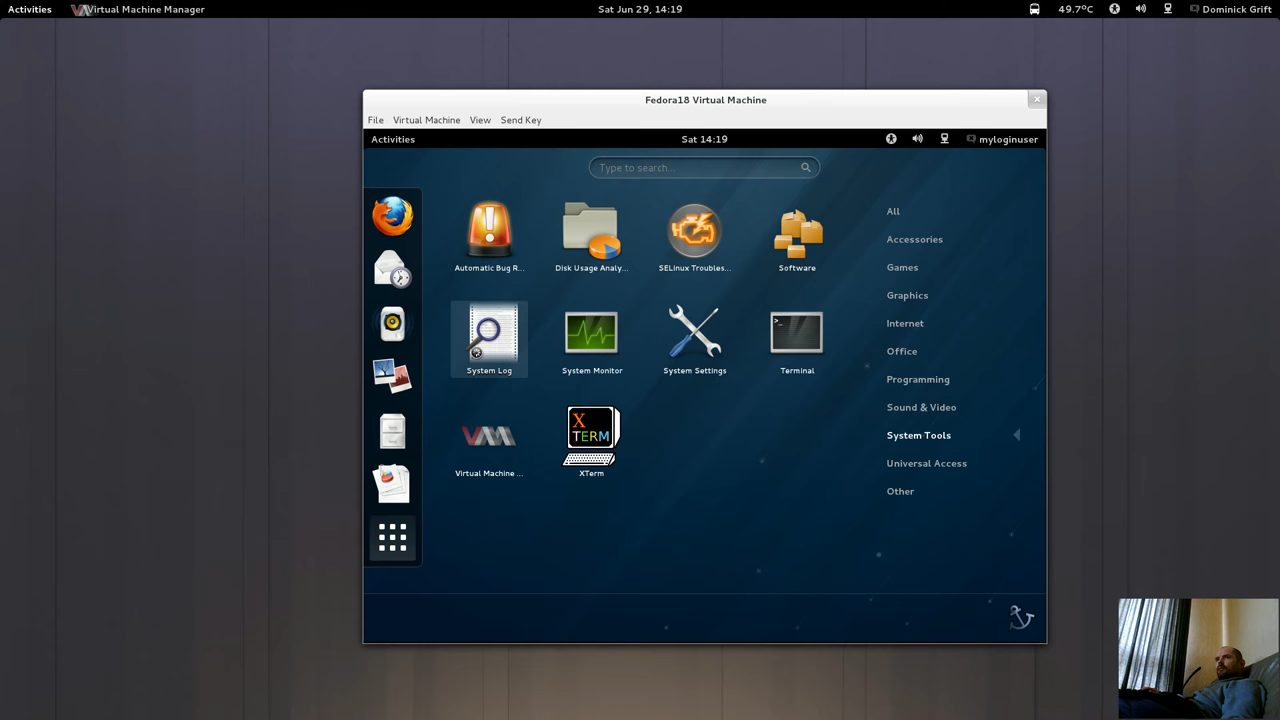 Activities Virtual Machine Manager Sat Jun 29, 14:19 49.7ºC Dominick Grift
Fedora18 Virtual Machine
File Virtual Machine View Send Key
Activities Sat 14:19 myloginuser
Type to search...
All
Accessories
Games
Graphics
Internet
Office
Programming
Sound & Video
System Tools
Universal Access
Other
Automatic Bug R... Disk Usage Analy... SELinux Troubles... Software
System Log System Monitor System Settings Terminal
>_
VMM
X
TERM
Virtual Machine ... XTerm